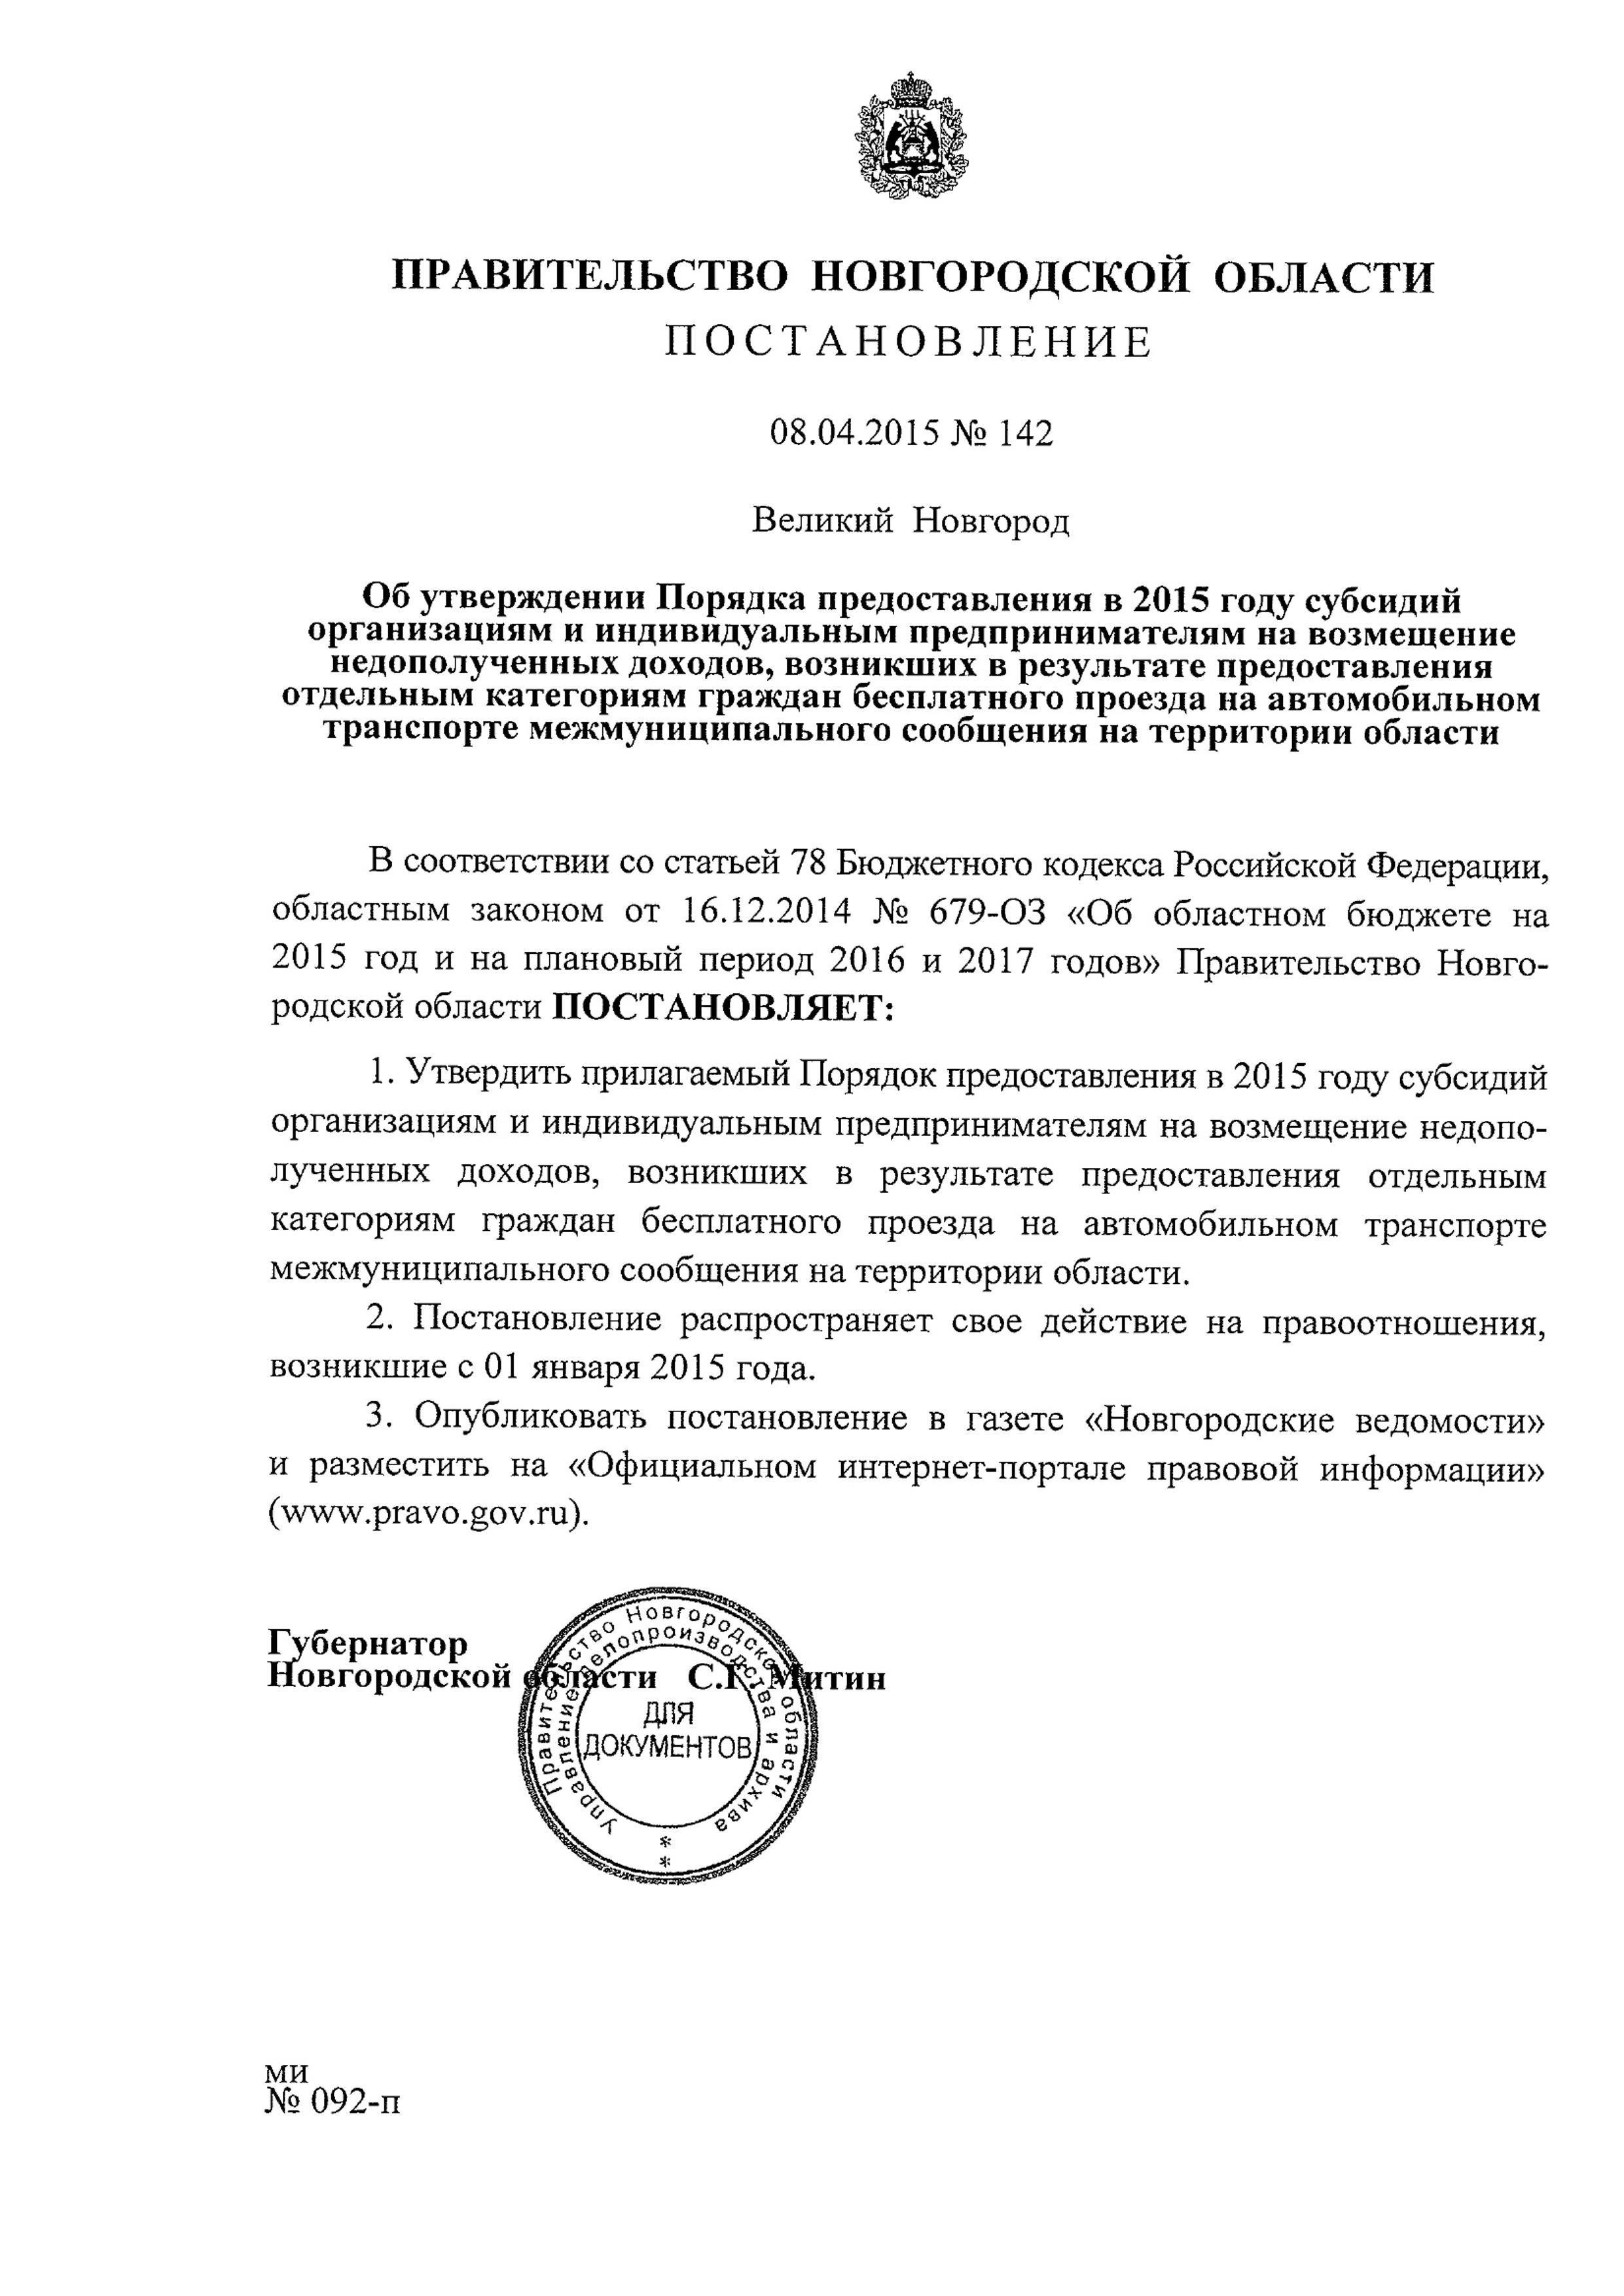 ПРАВИТЕЛЬСТВО НОВГОРОДСКОЙ ОБЛАСТИ
ПОСТАНОВЛЕНИЕ
08.04.2015 № 142
Великий Новгород
Об утверждении Порядка предоставления в 2015 году субсидий
организациям и индивидуальным предпринимателям на возмещение
недополученных доходов, возникших в результате предоставления
отдельным категориям граждан бесплатного проезда на автомобильном
транспорте межмуниципального сообщения на территории области
В соответствии со статьей 78 Бюджетного кодекса Российской Федерации,
областным законом от 16.12.2014 № 679-ОЗ «Об областном бюджете на
2015 год и на плановый период 2016 и 2017 годов» Правительство Новго-
родской области ПОСТАНОВЛЯЕТ:
1. Утвердить прилагаемый Порядок предоставления в 2015 году субсидий
организациям и индивидуальным предпринимателям на возмещение недопо-
лученных доходов, возникших в результате предоставления отдельным
категориям граждан бесплатного проезда на автомобильном транспорте
межмуниципального сообщения на территории области.
2. Постановление распространяет свое действие на правоотношения,
возникшие с 01 января 2015 года.
3. Опубликовать постановление в газете «Новгородские ведомости»
и разместить на «Официальном интернет-портале правовой информации»
(www.pravo.gov.ru).
Губернатор
Новгородской области С.Г. Митин
Правительство Новгородской области
Управление делопроизводства и архива
ДЛЯ
ДОКУМЕНТОВ
*
*
ми
№ 092-п